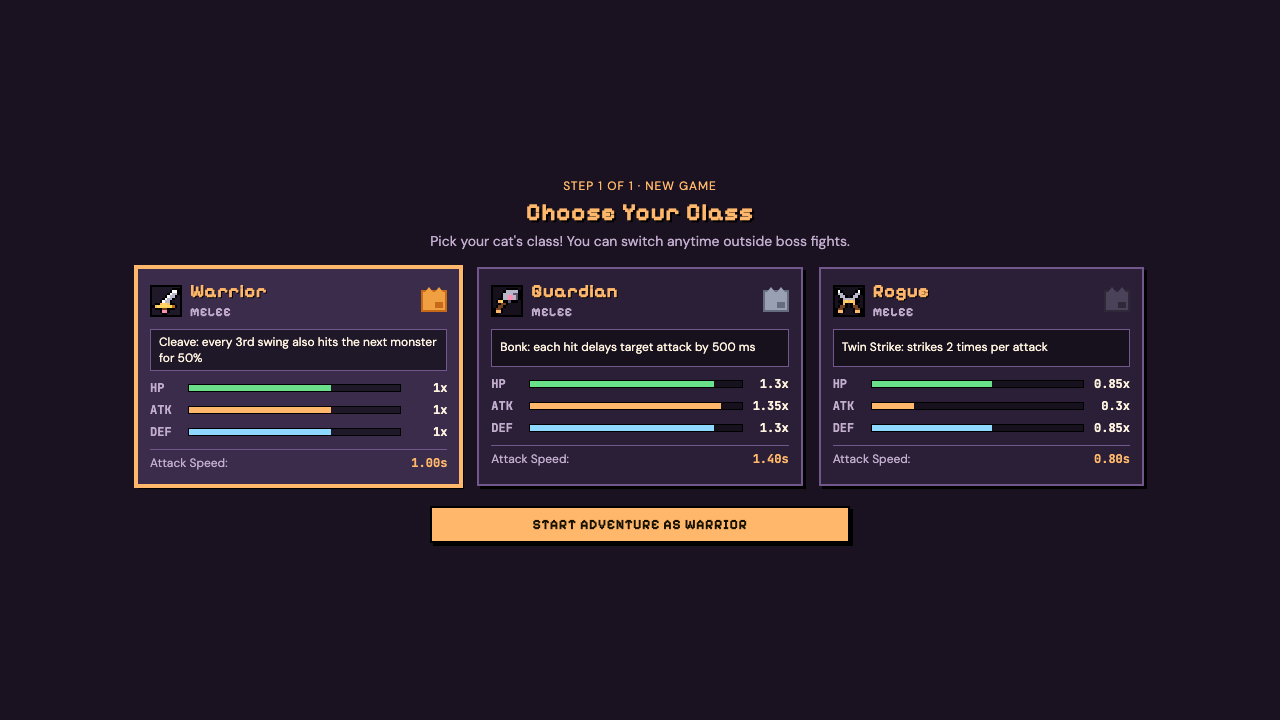 STEP 1 OF 1 · NEW GAME
Choose Your Class
Pick your cat's class! You can switch anytime outside boss fights.
Warrior
MELEE
Cleave: every 3rd swing also hits the next monster
for 50%
HP 1x
ATK 1x
DEF 1x
Attack Speed: 1.00s
Guardian
MELEE
Bonk: each hit delays target attack by 500 ms
HP 1.3x
ATK 1.35x
DEF 1.3x
Attack Speed: 1.40s
Rogue
MELEE
Twin Strike: strikes 2 times per attack
HP 0.85x
ATK 0.3x
DEF 0.85x
Attack Speed: 0.80s
START ADVENTURE AS WARRIOR